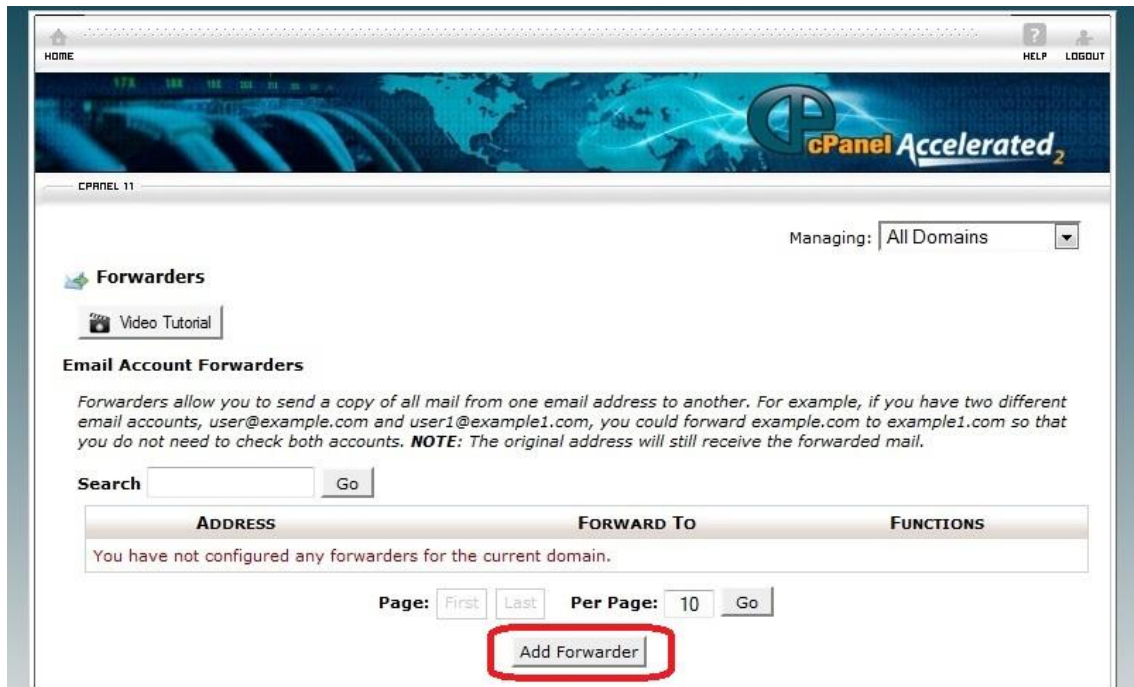 HOME
HELP LOGOUT
17X 18X 19X 20X 21
cPanel Accelerated2
CPANEL 11
Managing: All Domains
Forwarders
Video Tutorial
Email Account Forwarders
Forwarders allow you to send a copy of all mail from one email address to another. For example, if you have two different
email accounts, user@example.com and user1@example1.com, you could forward example.com to example1.com so that
you do not need to check both accounts. NOTE: The original address will still receive the forwarded mail.
Search Go
ADDRESS FORWARD TO FUNCTIONS
You have not configured any forwarders for the current domain.
Page: First Last Per Page: 10 Go
Add Forwarder